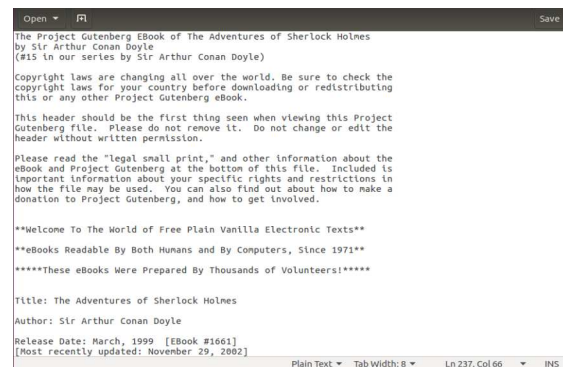 Open Save
The Project Gutenberg EBook of The Adventures of Sherlock Holmes
by Sir Arthur Conan Doyle
(#15 in our series by Sir Arthur Conan Doyle)
Copyright laws are changing all over the world. Be sure to check the
copyright laws for your country before downloading or redistributing
this or any other Project Gutenberg eBook.
This header should be the first thing seen when viewing this Project
Gutenberg file.  Please do not remove it.  Do not change or edit the
header without written permission.
Please read the "legal small print," and other information about the
eBook and Project Gutenberg at the bottom of this file.  Included is
important information about your specific rights and restrictions in
how the file may be used.  You can also find out about how to make a
donation to Project Gutenberg, and how to get involved.
**Welcome To The World of Free Plain Vanilla Electronic Texts**
**eBooks Readable By Both Humans and By Computers, Since 1971**
*****These eBooks Were Prepared By Thousands of Volunteers!*****
Title: The Adventures of Sherlock Holmes
Author: Sir Arthur Conan Doyle
Release Date: March, 1999  [EBook #1661]
[Most recently updated: November 29, 2002]
Plain Text Tab Width: 8 Ln 237, Col 66 INS